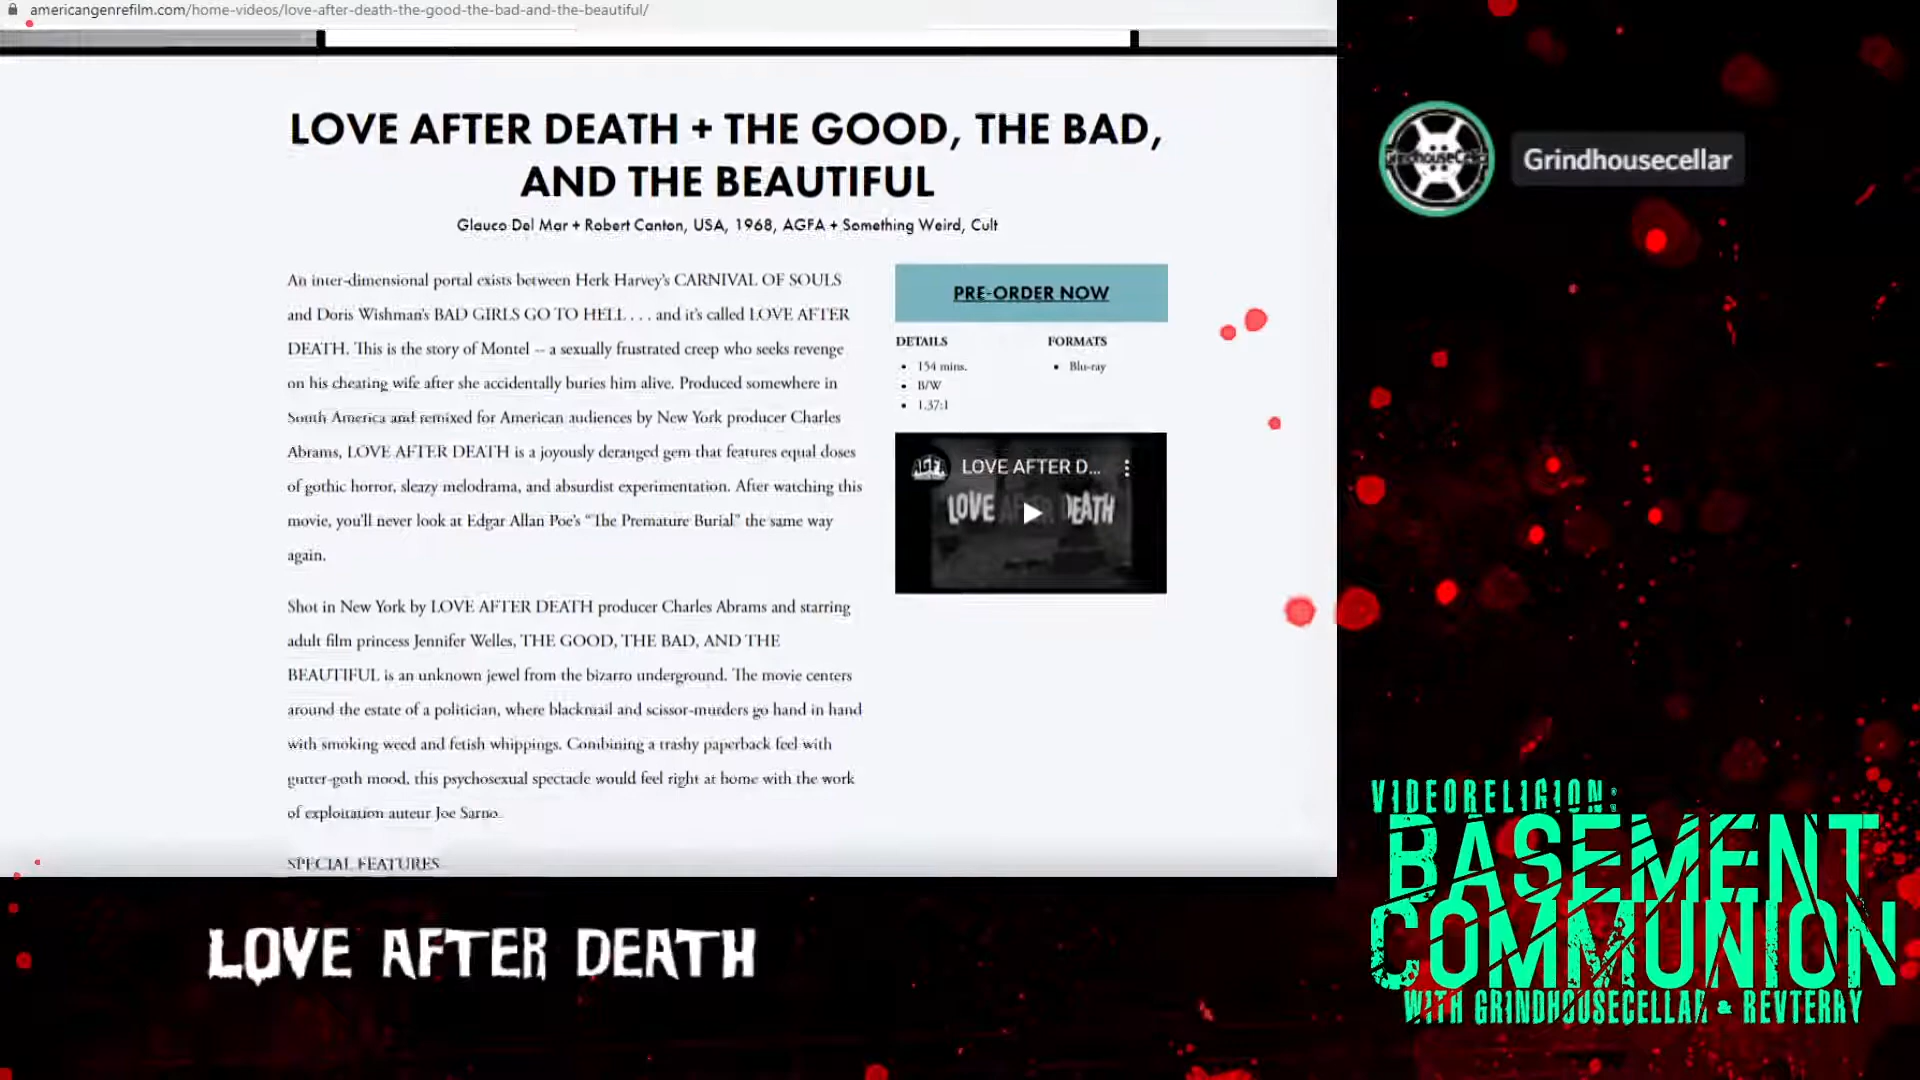 americangenrefilm.com/home-videos/love-after-death-the-good-the-bad-and-the-beautiful/
LOVE AFTER DEATH + THE GOOD, THE BAD,
AND THE BEAUTIFUL
Glauco Del Mar + Robert Canton, USA, 1968, AGFA + Something Weird, Cult
An inter-dimensional portal exists between Herk Harvey's CARNIVAL OF SOULS
and Doris Wishman's BAD GIRLS GO TO HELL . . . and it's called LOVE AFTER
DEATH. This is the story of Montel – a sexually frustrated creep who seeks revenge
on his cheating wife after she accidentally buries him alive. Produced somewhere in
South America and remixed for American audiences by New York producer Charles
Abrams, LOVE AFTER DEATH is a joyously deranged gem that features equal doses
of gothic horror, sleazy melodrama, and absurdist experimentation. After watching this
movie, you'll never look at Edgar Allan Poe's “The Premature Burial” the same way
again.
Shot in New York by LOVE AFTER DEATH producer Charles Abrams and starring
adult film princess Jennifer Welles, THE GOOD, THE BAD, AND THE
BEAUTIFUL is an unknown jewel from the bizarro underground. The movie centers
around the estate of a politician, where blackmail and scissor-murders go hand in hand
with smoking weed and fetish whippings. Combining a trashy paperback feel with
gutter-goth mood, this psychosexual spectacle would feel right at home with the work
of exploitation auteur Joe Sarno.
SPECIAL FEATURES
PRE-ORDER NOW
DETAILS
• 154 mins.
• B/W
• 1.37:1
FORMATS
• Blu-ray
AGFA
LOVE AFTER D...
LOVE AFTER DEATH
GrindhouseCellar
Grindhousecellar
LOVE AFTER DEATH
VIDEORELIGION:
BASEMENT
COMMUNION
WITH GRINDHOUSECELLAR & REVTERRY